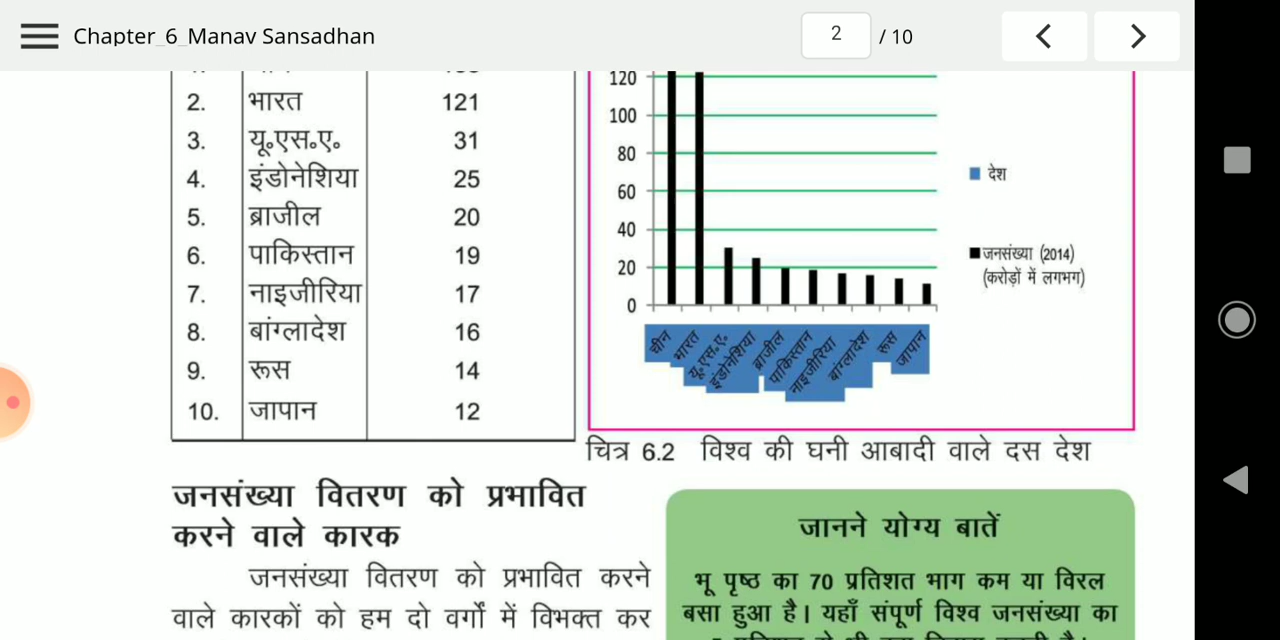 Chapter_6_Manav Sansadhan
2 / 10
2. भारत 121
3. यू॰एस॰ए॰ 31
4. इंडोनेशिया 25
5. ब्राजील 20
6. पाकिस्तान 19
7. नाइजीरिया 17
8. बांग्लादेश 16
9. रूस 14
10. जापान 12
120
100
80
60
40
20
0
चीन भारत यू॰एस॰ए॰ इंडोनेशिया ब्राजील पाकिस्तान नाइजीरिया बांग्लादेश रूस जापान
देश
जनसंख्या (2014)
(करोड़ों में लगभग)
चित्र 6.2 विश्व की घनी आबादी वाले दस देश
जनसंख्या वितरण को प्रभावित
करने वाले कारक
जनसंख्या वितरण को प्रभावित करने
वाले कारकों को हम दो वर्गों में विभक्त कर
जानने योग्य बातें
भू पृष्ठ का 70 प्रतिशत भाग कम या विरल
बसा हुआ है। यहाँ संपूर्ण विश्व जनसंख्या का